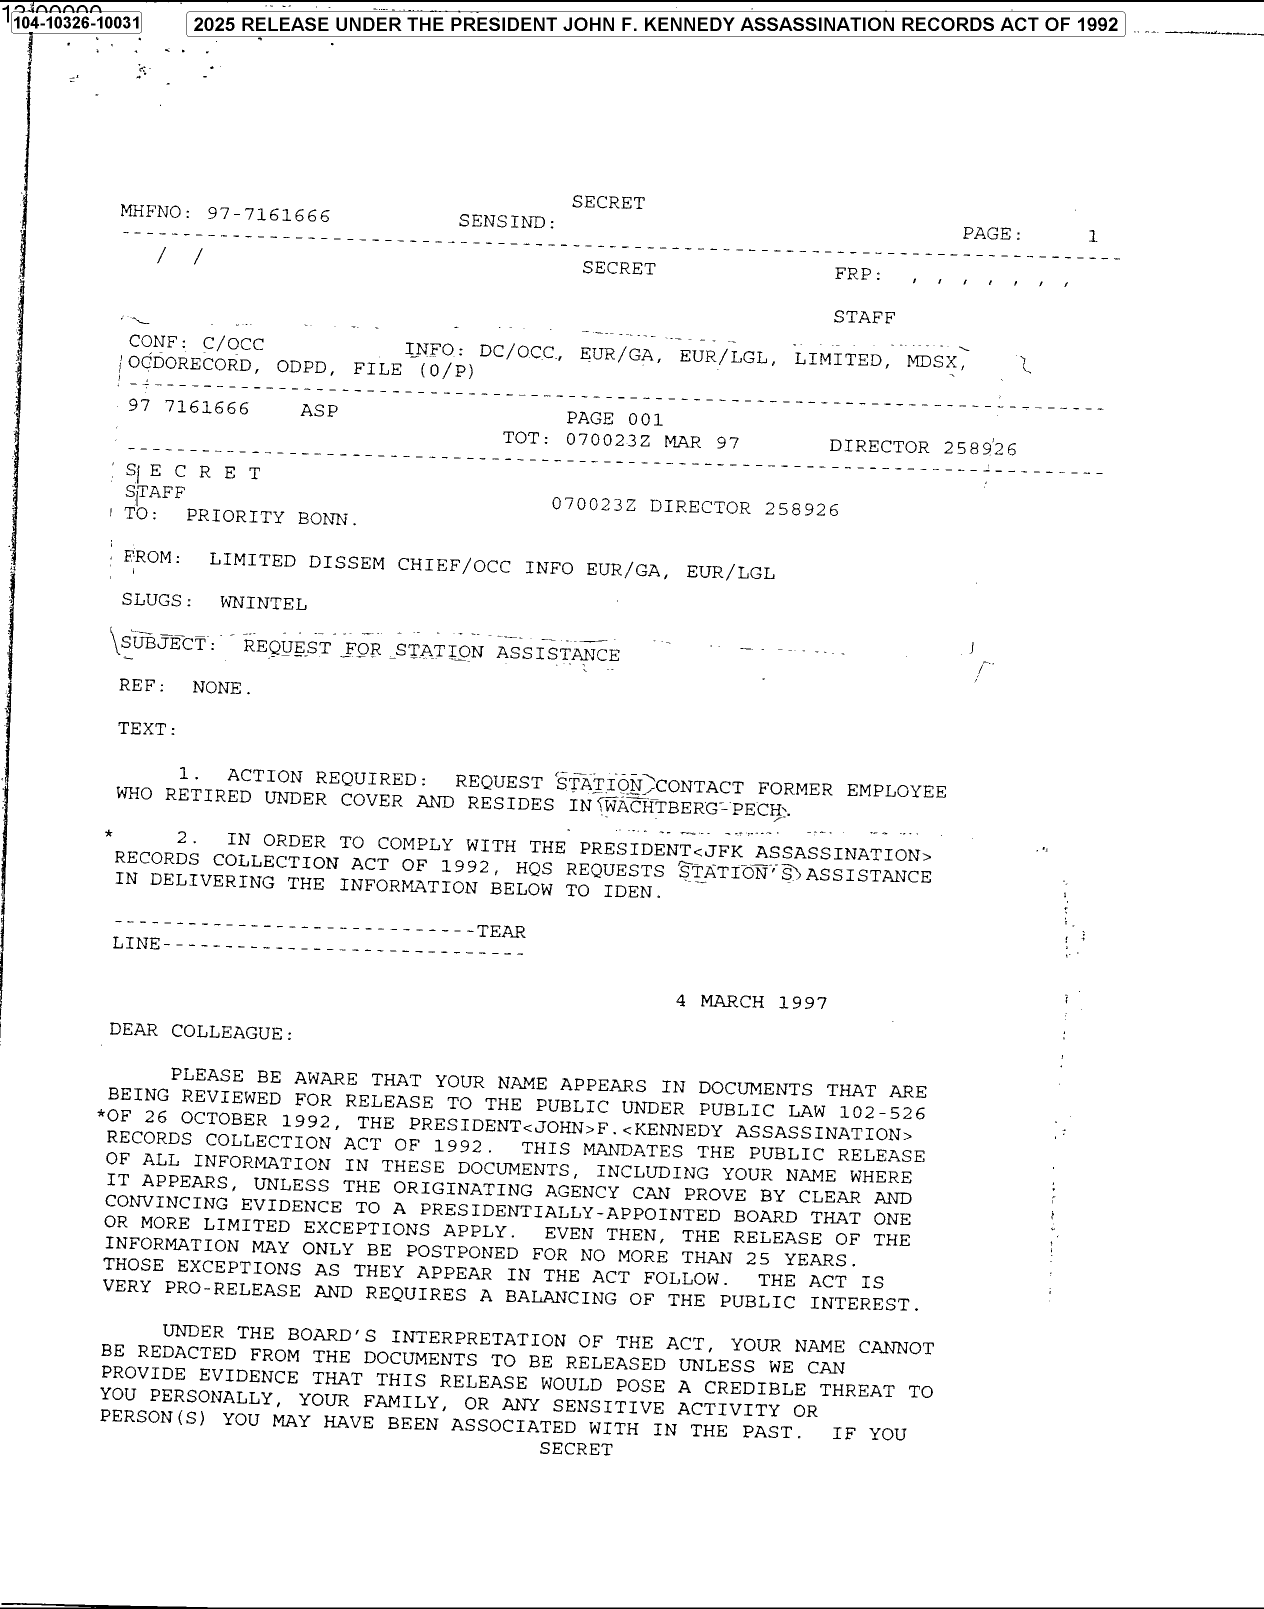 104-10326-10031
2025 RELEASE UNDER THE PRESIDENT JOHN F. KENNEDY ASSASSINATION RECORDS ACT OF 1992
SECRET
MHFNO: 97-7161666 SENSIND: PAGE: 1
/ / SECRET FRP: , , , , , , ,
STAFF
CONF: C/OCC INFO: DC/OCC, EUR/GA, EUR/LGL, LIMITED, MDSX,
OCDORECORD, ODPD, FILE (O/P)
97 7161666 ASP PAGE 001
TOT: 070023Z MAR 97 DIRECTOR 258926
S E C R E T
STAFF 070023Z DIRECTOR 258926
TO: PRIORITY BONN.
FROM: LIMITED DISSEM CHIEF/OCC INFO EUR/GA, EUR/LGL
SLUGS: WNINTEL
SUBJECT: REQUEST FOR STATION ASSISTANCE
REF: NONE.
TEXT:
1. ACTION REQUIRED: REQUEST STATION CONTACT FORMER EMPLOYEE
WHO RETIRED UNDER COVER AND RESIDES IN WACHTBERG-PECH.
* 2. IN ORDER TO COMPLY WITH THE PRESIDENT<JFK ASSASSINATION>
RECORDS COLLECTION ACT OF 1992, HQS REQUESTS STATION'S ASSISTANCE
IN DELIVERING THE INFORMATION BELOW TO IDEN.
-----------------------------TEAR
LINE-----------------------------
4 MARCH 1997
DEAR COLLEAGUE:
PLEASE BE AWARE THAT YOUR NAME APPEARS IN DOCUMENTS THAT ARE
BEING REVIEWED FOR RELEASE TO THE PUBLIC UNDER PUBLIC LAW 102-526
*OF 26 OCTOBER 1992, THE PRESIDENT<JOHN>F.<KENNEDY ASSASSINATION>
RECORDS COLLECTION ACT OF 1992. THIS MANDATES THE PUBLIC RELEASE
OF ALL INFORMATION IN THESE DOCUMENTS, INCLUDING YOUR NAME WHERE
IT APPEARS, UNLESS THE ORIGINATING AGENCY CAN PROVE BY CLEAR AND
CONVINCING EVIDENCE TO A PRESIDENTIALLY-APPOINTED BOARD THAT ONE
OR MORE LIMITED EXCEPTIONS APPLY. EVEN THEN, THE RELEASE OF THE
INFORMATION MAY ONLY BE POSTPONED FOR NO MORE THAN 25 YEARS.
THOSE EXCEPTIONS AS THEY APPEAR IN THE ACT FOLLOW. THE ACT IS
VERY PRO-RELEASE AND REQUIRES A BALANCING OF THE PUBLIC INTEREST.
UNDER THE BOARD'S INTERPRETATION OF THE ACT, YOUR NAME CANNOT
BE REDACTED FROM THE DOCUMENTS TO BE RELEASED UNLESS WE CAN
PROVIDE EVIDENCE THAT THIS RELEASE WOULD POSE A CREDIBLE THREAT TO
YOU PERSONALLY, YOUR FAMILY, OR ANY SENSITIVE ACTIVITY OR
PERSON(S) YOU MAY HAVE BEEN ASSOCIATED WITH IN THE PAST. IF YOU
SECRET